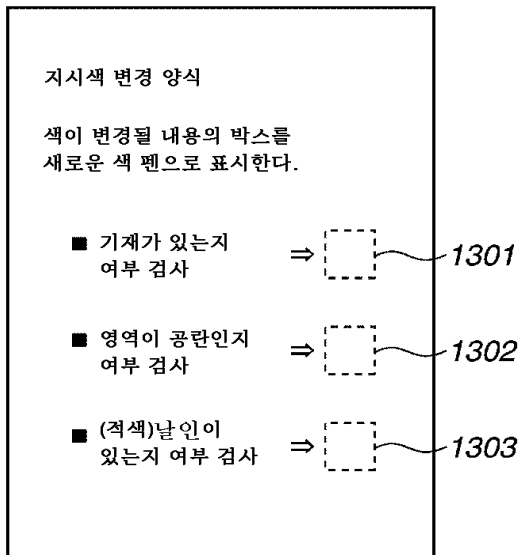 지시색 변경 양식
색이 변경될 내용의 박스를
새로운 색 펜으로 표시한다.
■ 기재가 있는지 ⇒ 1301
여부 검사
■ 영역이 공란인지 ⇒ 1302
여부 검사
■ (적색)날인이 ⇒ 1303
있는지 여부 검사